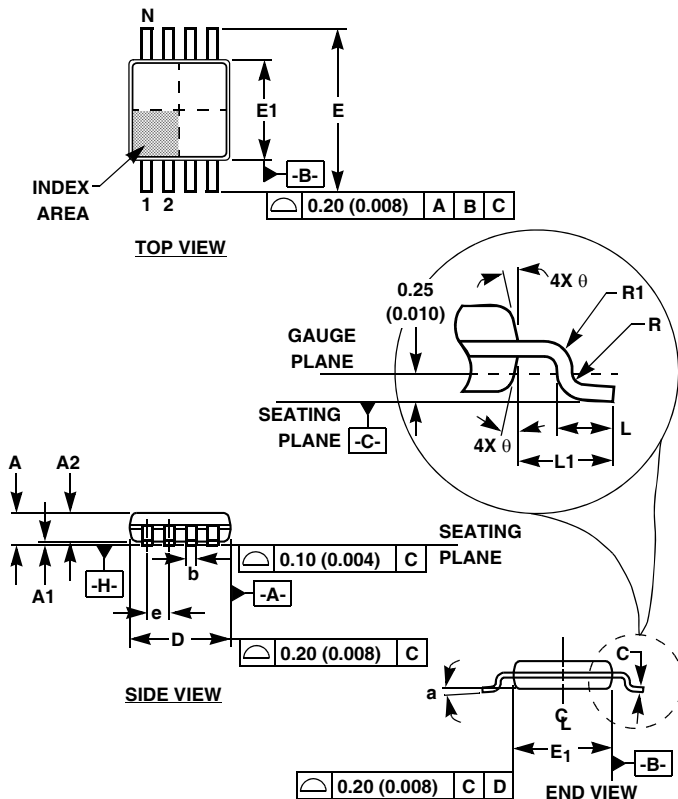 N
E1
E
-B-
INDEX
AREA
1 2
0.20 (0.008) A B C
TOP VIEW
4X θ
R1
R
0.25
(0.010)
GAUGE
PLANE
SEATING
PLANE
-C-
4X θ
L
L1
A
A2
SEATING
PLANE
A1
-H-
b
0.10 (0.004) C
-A-
e
D
0.20 (0.008) C
SIDE VIEW
a
C
CL
E1
-B-
0.20 (0.008) C D
END VIEW